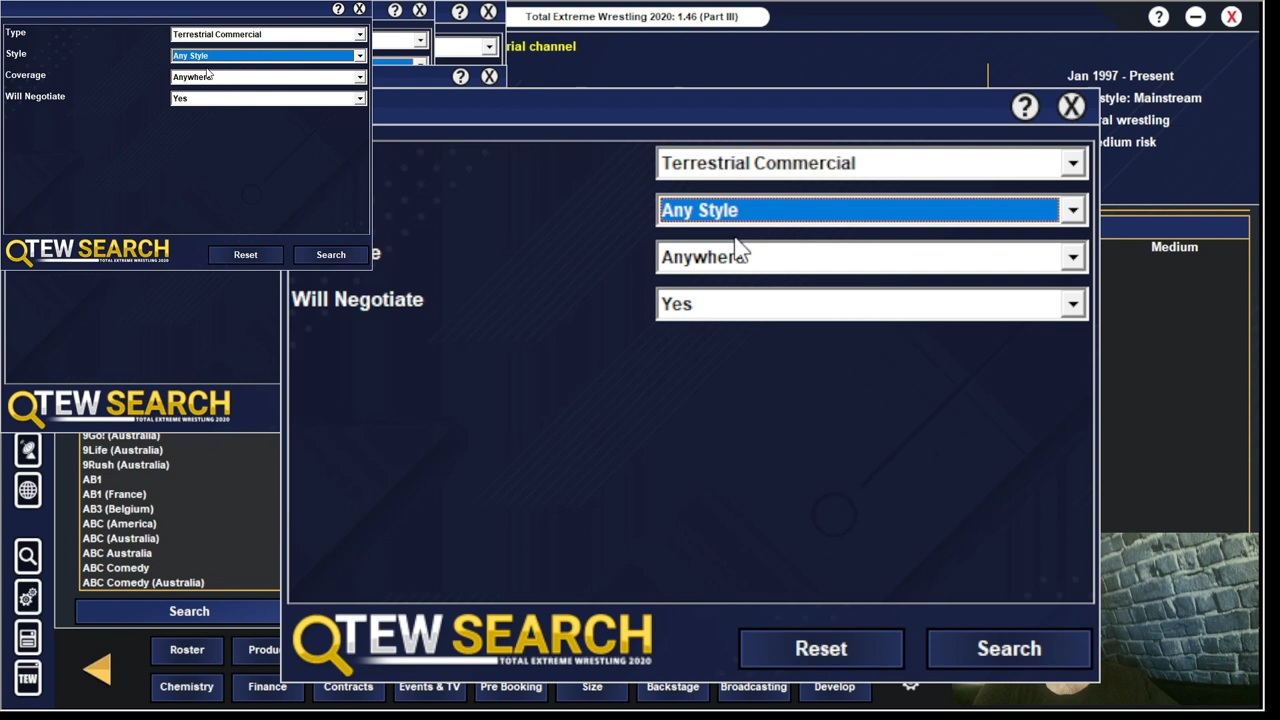 Total Extreme Wrestling 2020: 1.46 (Part III)
rial channel
Jan 1997 - Present
style: Mainstream
ral wrestling
edium risk
Medium
Type
Terrestrial Commercial
Style
Any Style
Coverage
Anywhere
Will Negotiate
Yes
TEW SEARCH
TOTAL EXTREME WRESTLING 2020
Reset
Search
Terrestrial Commercial
Any Style
e
Anywhere
Will Negotiate
Yes
TEW SEARCH
TOTAL EXTREME WRESTLING 2020
9Go! (Australia)
9Life (Australia)
9Rush (Australia)
AB1
AB1 (France)
AB3 (Belgium)
ABC (America)
ABC (Australia)
ABC Australia
ABC Comedy
ABC Comedy (Australia)
Search
TEW SEARCH
TOTAL EXTREME WRESTLING 2020
Reset
Search
TEW
Roster
Produ
Chemistry
Finance
Contracts
Events & TV
Pre Booking
Size
Backstage
Broadcasting
Develop